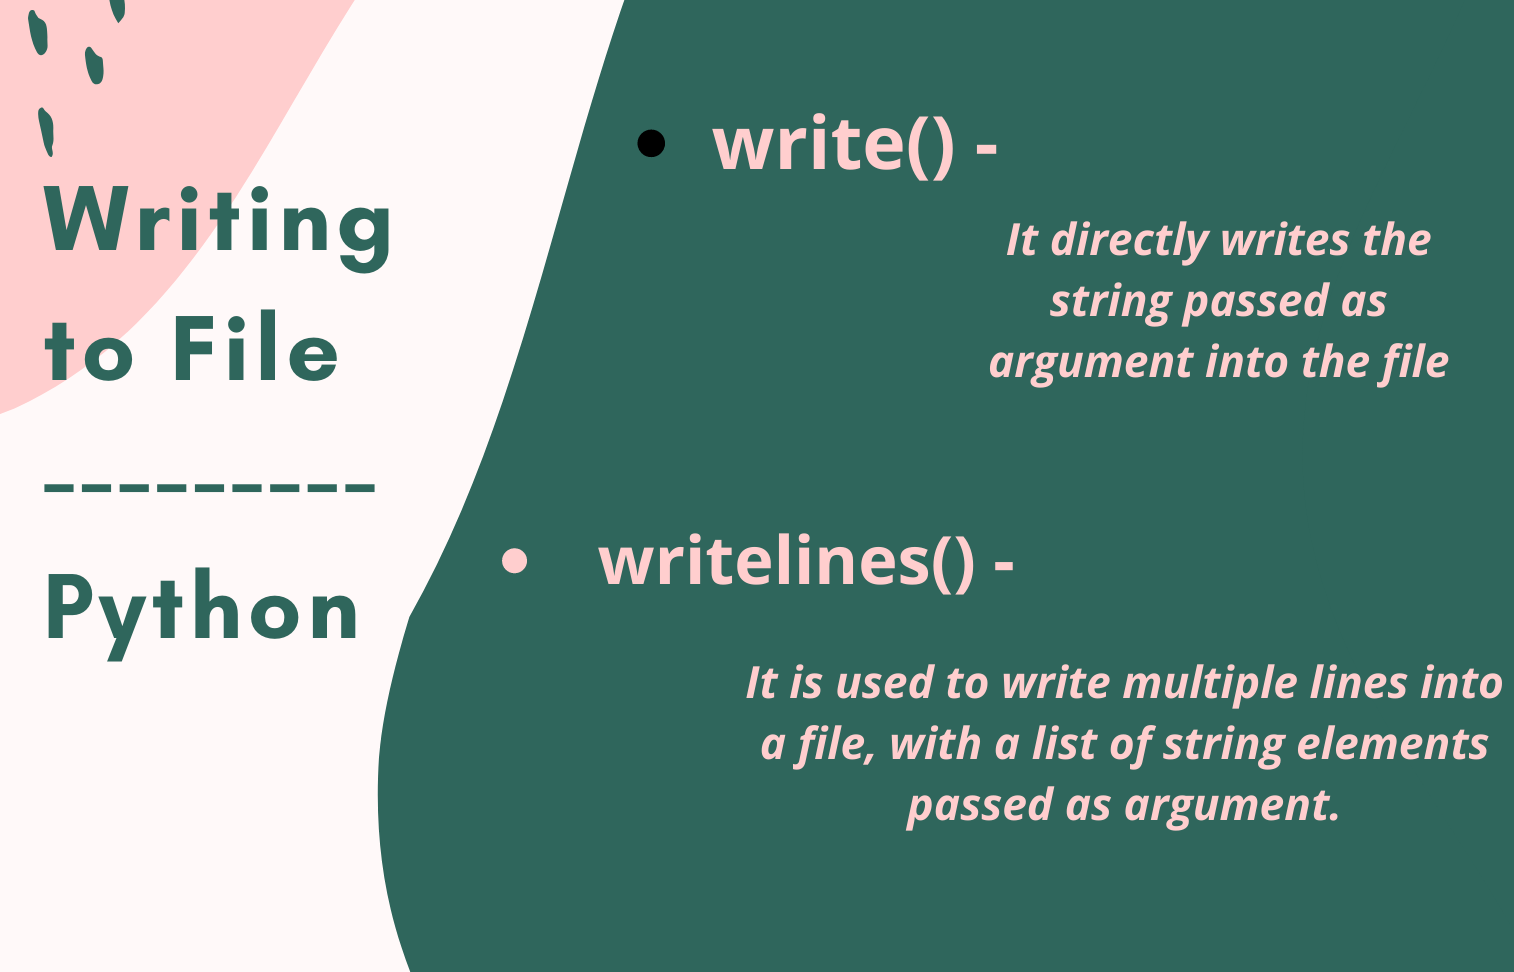 Writing
to File
---------
Python
• write() -
It directly writes the
string passed as
argument into the file
• writelines() -
It is used to write multiple lines into
a file, with a list of string elements
passed as argument.